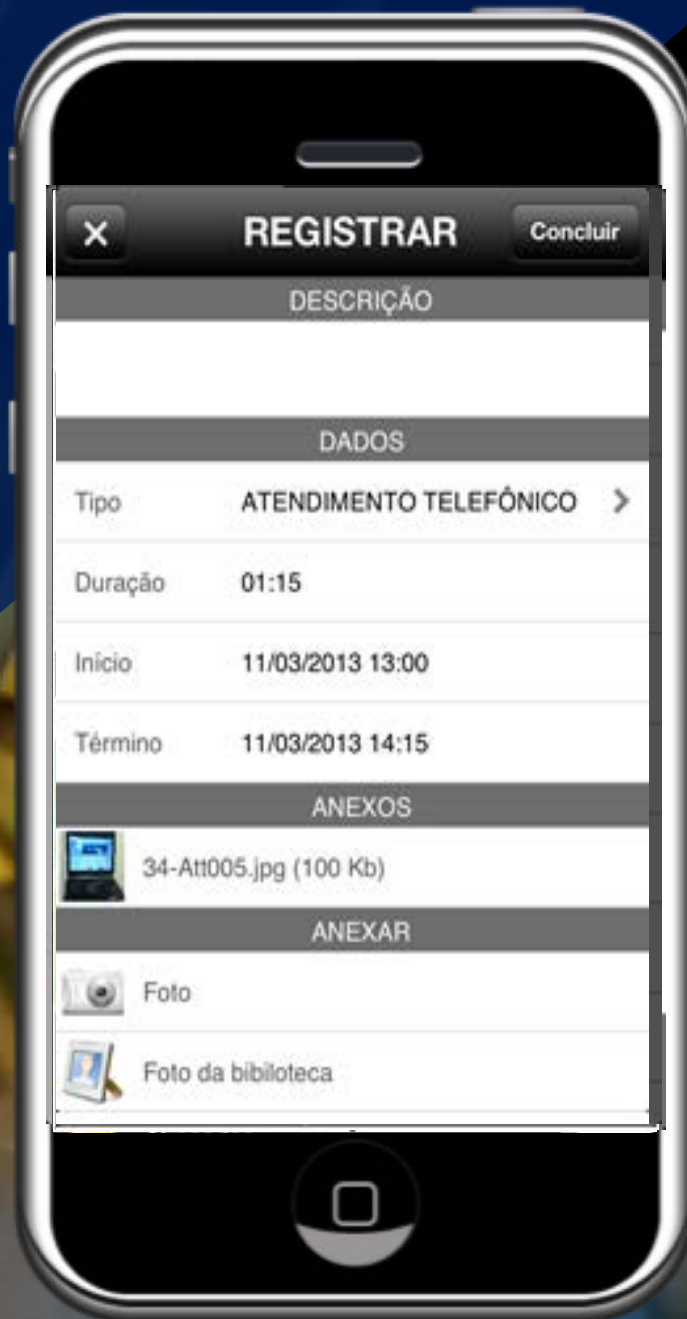 REGISTRAR Concluir
DESCRIÇÃO
DADOS
Tipo ATENDIMENTO TELEFÔNICO
Duração 01:15
Início 11/03/2013 13:00
Término 11/03/2013 14:15
ANEXOS
34-Att005.jpg (100 Kb)
ANEXAR
Foto
Foto da bibiloteca